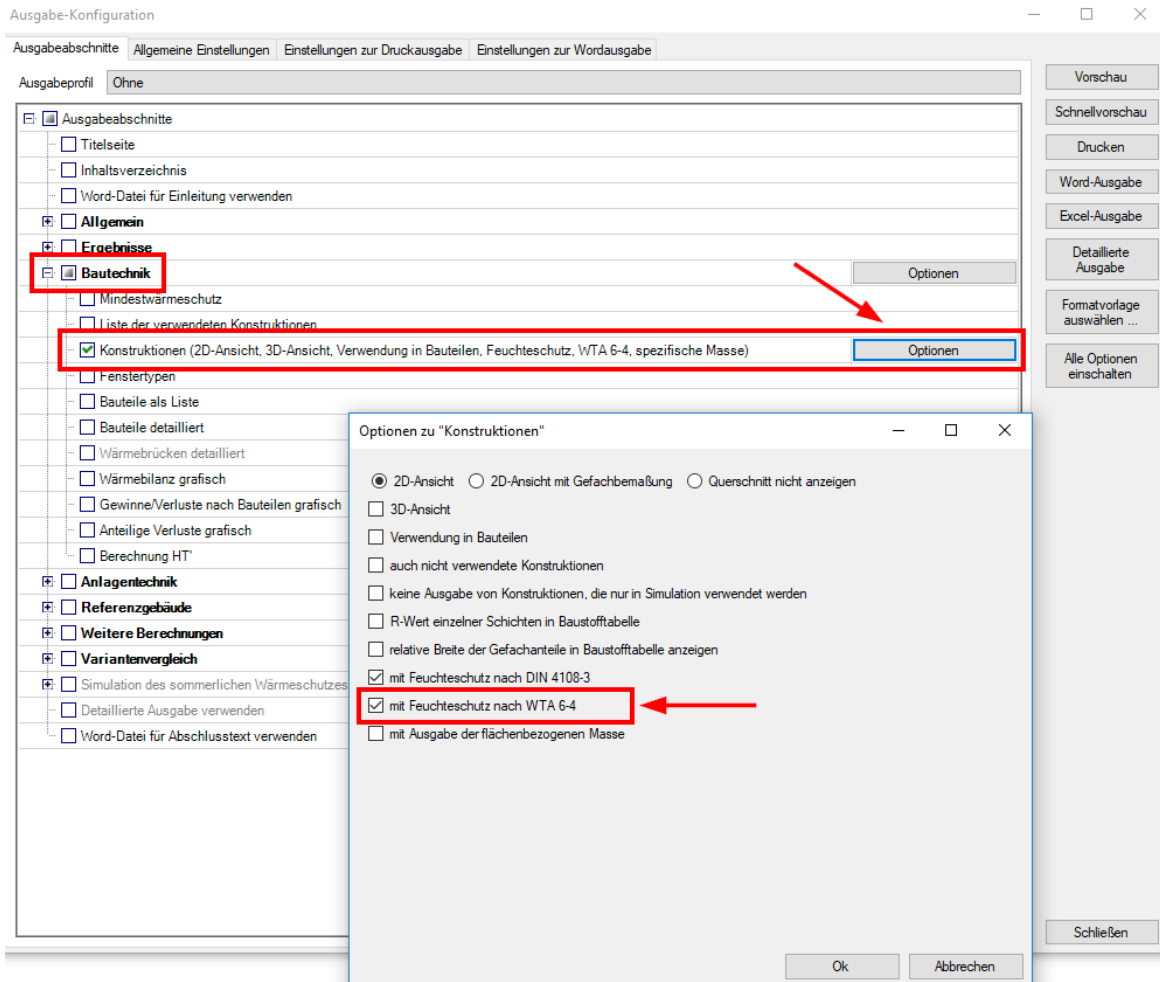 Ausgabe-Konfiguration
Ausgabeabschnitte Allgemeine Einstellungen Einstellungen zur Druckausgabe Einstellungen zur Wordausgabe
Ausgabeprofil Ohne
Ausgabeabschnitte
Titelseite
Inhaltsverzeichnis
Word-Datei für Einleitung verwenden
Allgemein
Ergebnisse
Bautechnik Optionen
Mindestwärmeschutz
Liste der verwendeten Konstruktionen
Konstruktionen (2D-Ansicht, 3D-Ansicht, Verwendung in Bauteilen, Feuchteschutz, WTA 6-4, spezifische Masse) Optionen
Fenstertypen
Bauteile als Liste
Bauteile detailliert
Wärmebrücken detailliert
Wärmebilanz grafisch
Gewinne/Verluste nach Bauteilen grafisch
Anteilige Verluste grafisch
Berechnung HT'
Anlagentechnik
Referenzgebäude
Weitere Berechnungen
Variantenvergleich
Simulation des sommerlichen Wärmeschutzes
Detaillierte Ausgabe verwenden
Word-Datei für Abschlusstext verwenden
Vorschau
Schnellvorschau
Drucken
Word-Ausgabe
Excel-Ausgabe
Detaillierte
Ausgabe
Formatvorlage
auswählen ...
Alle Optionen
einschalten
Schließen
Optionen zu "Konstruktionen"
2D-Ansicht 2D-Ansicht mit Gefachbemaßung Querschnitt nicht anzeigen
3D-Ansicht
Verwendung in Bauteilen
auch nicht verwendete Konstruktionen
keine Ausgabe von Konstruktionen, die nur in Simulation verwendet werden
R-Wert einzelner Schichten in Baustofftabelle
relative Breite der Gefachanteile in Baustofftabelle anzeigen
mit Feuchteschutz nach DIN 4108-3
mit Feuchteschutz nach WTA 6-4
mit Ausgabe der flächenbezogenen Masse
Ok Abbrechen